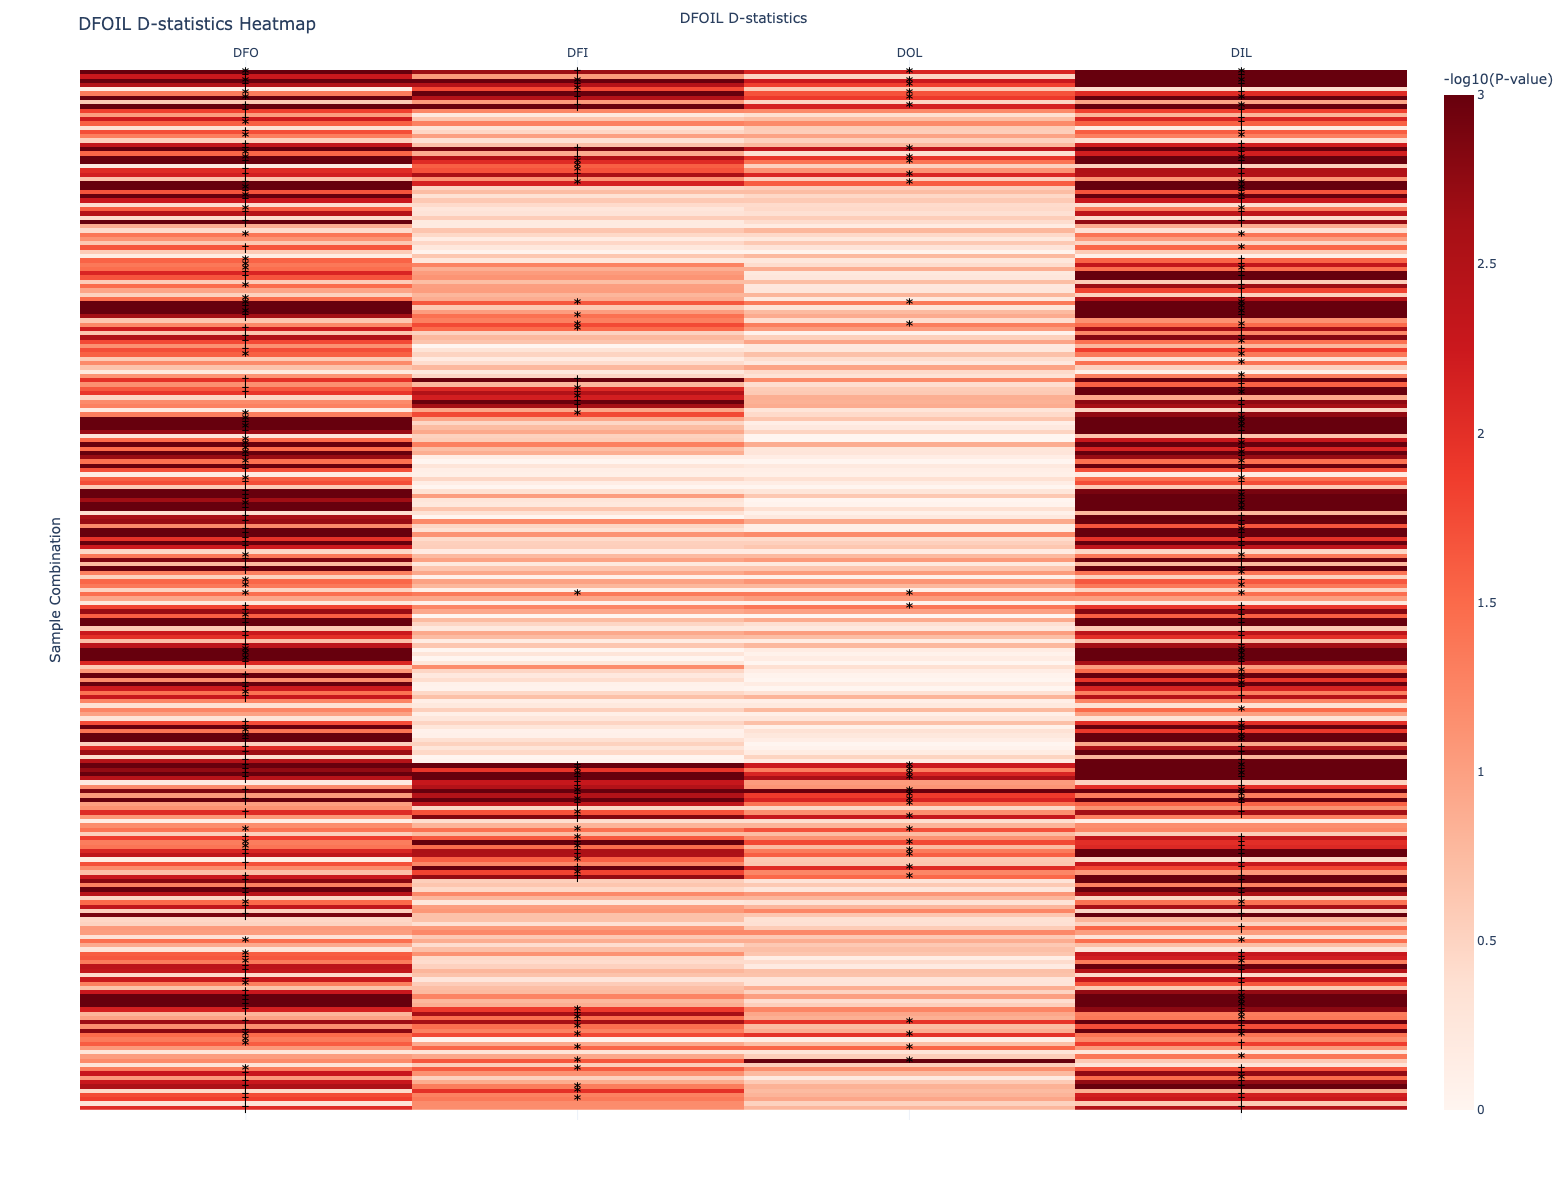 DFOIL D-statistics Heatmap
DFOIL D-statistics
DFO
DFI
DOL
DIL
-log10(P-value)
3
2.5
2
1.5
1
0.5
0
Sample Combination